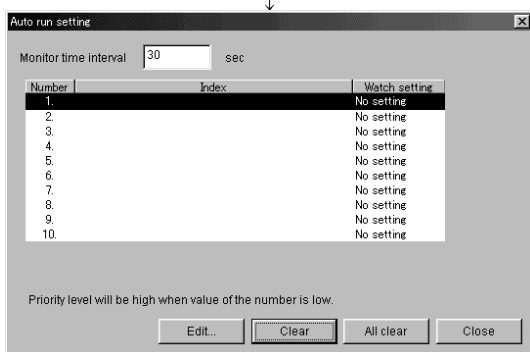 ↓
Auto run setting
Monitor time interval 30 sec
Number Index Watch setting
1. No setting
2. No setting
3. No setting
4. No setting
5. No setting
6. No setting
7. No setting
8. No setting
9. No setting
10. No setting
Priority level will be high when value of the number is low.
Edit... Clear All clear Close